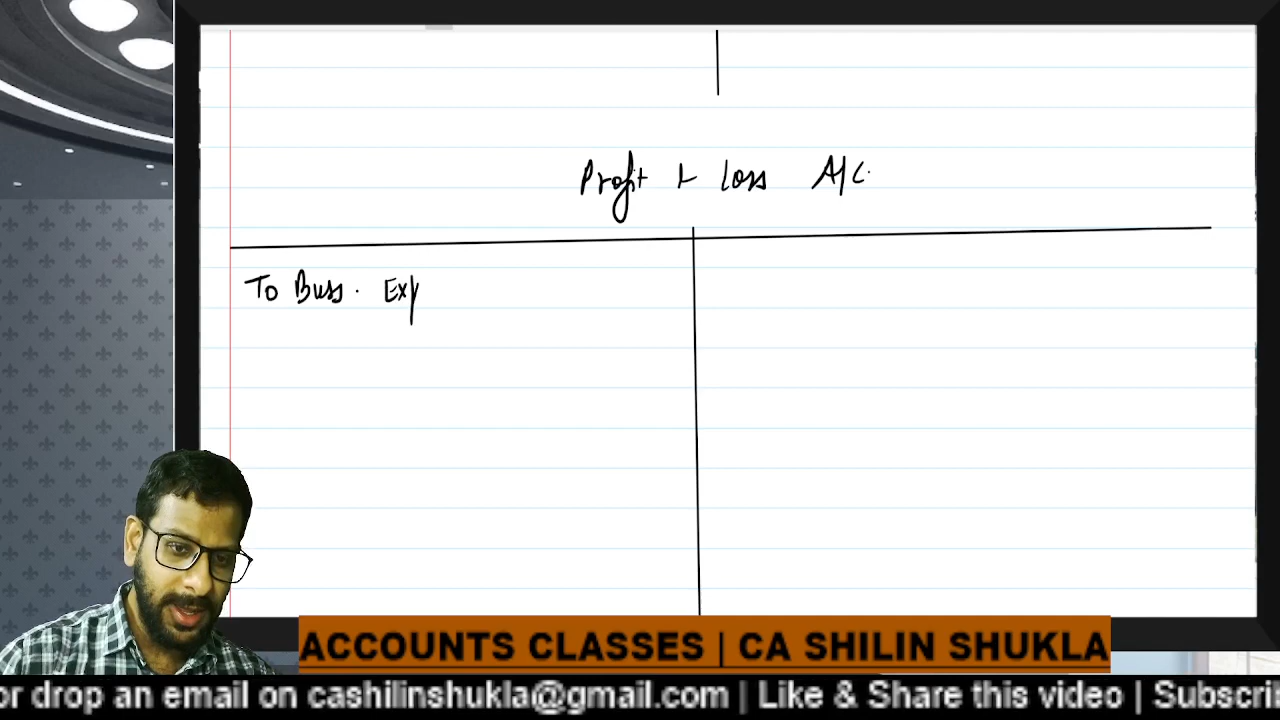 Profit & Loss A/c.
To Buss. Exp
ACCOUNTS CLASSES | CA SHILIN SHUKLA
or drop an email on cashilinshukla@gmail.com | Like & Share this video | Subscri